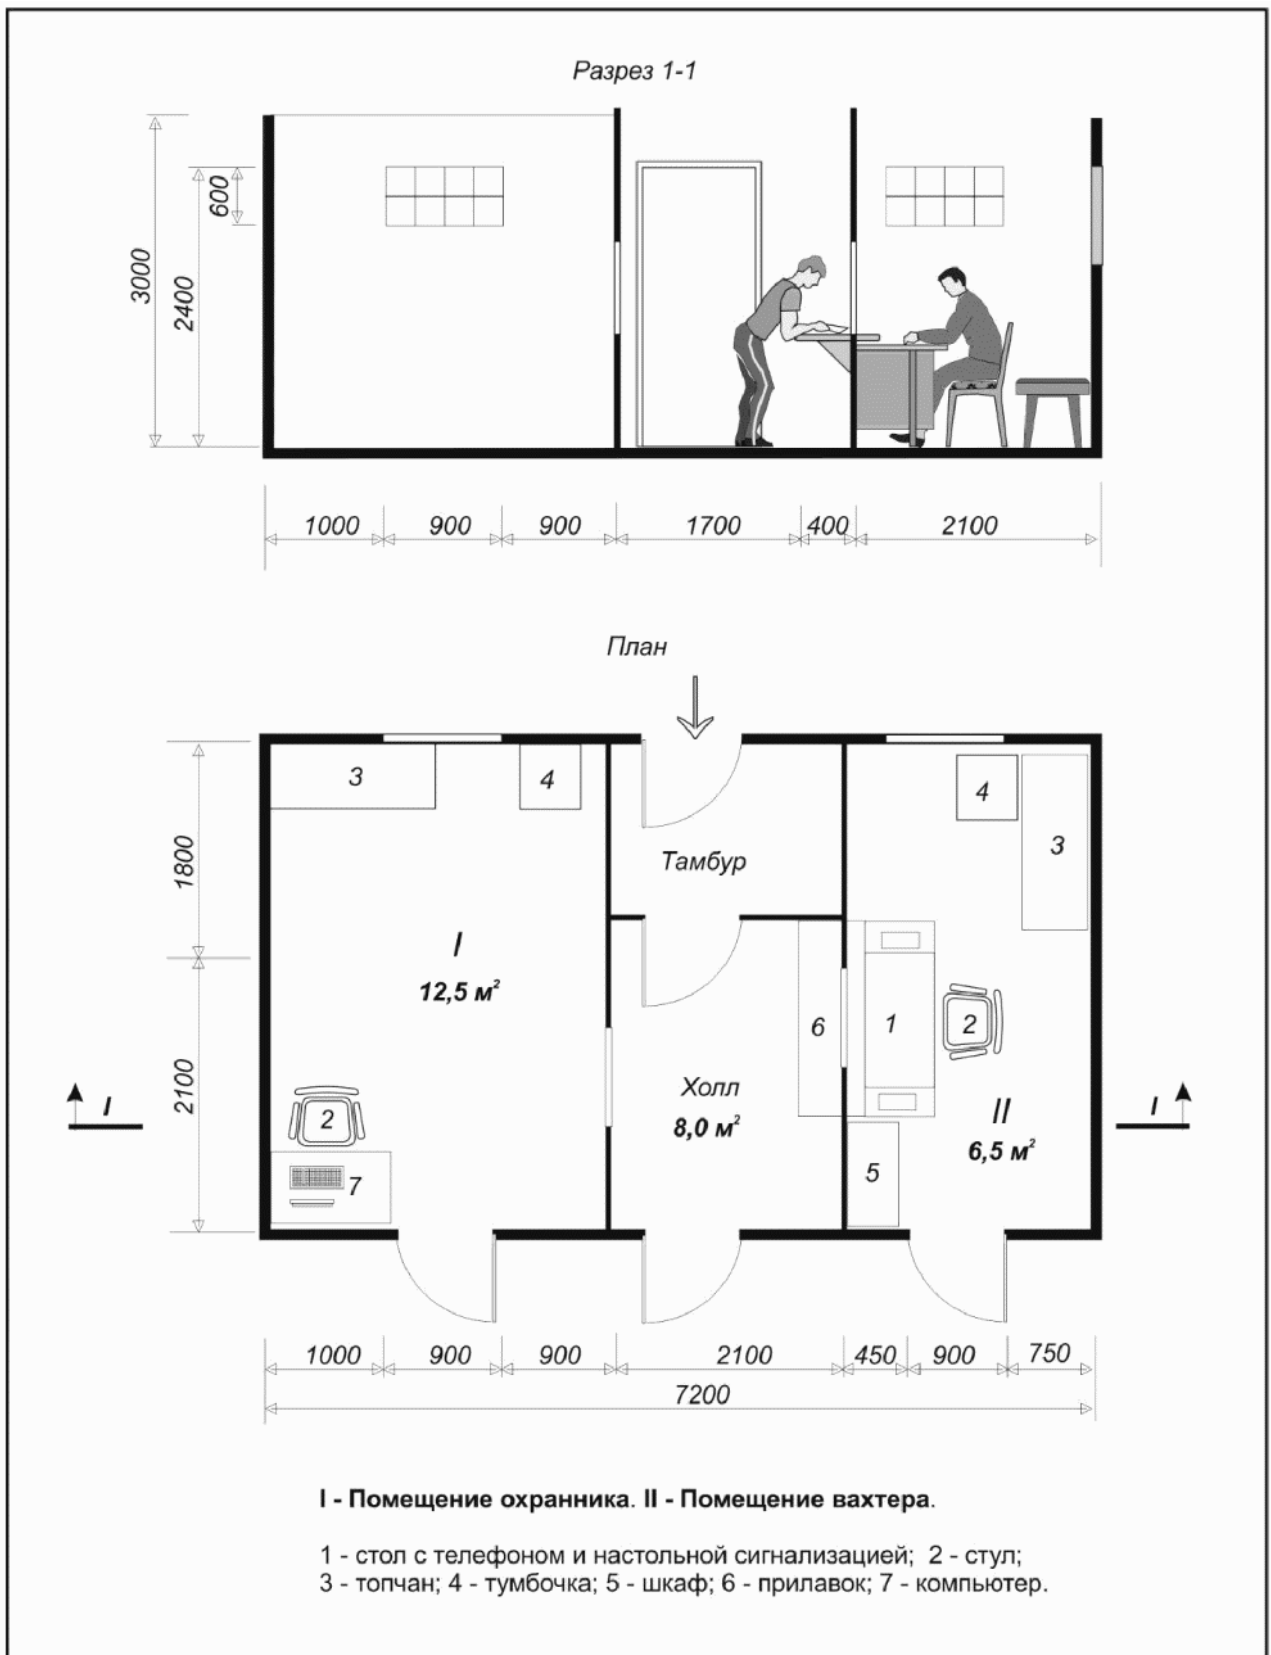 Разрез 1-1
3000
2400
600
1000 900 900 1700 400 2100
План
3 4 4
3
1800
Тамбур
I
12,5 м²
6 1 2
2100
I Холл II I
8,0 м² 6,5 м²
2
7 5
1000 900 900 2100 450 900 750
7200
I - Помещение охранника. II - Помещение вахтера.
1 - стол с телефоном и настольной сигнализацией; 2 - стул;
3 - топчан; 4 - тумбочка; 5 - шкаф; 6 - прилавок; 7 - компьютер.